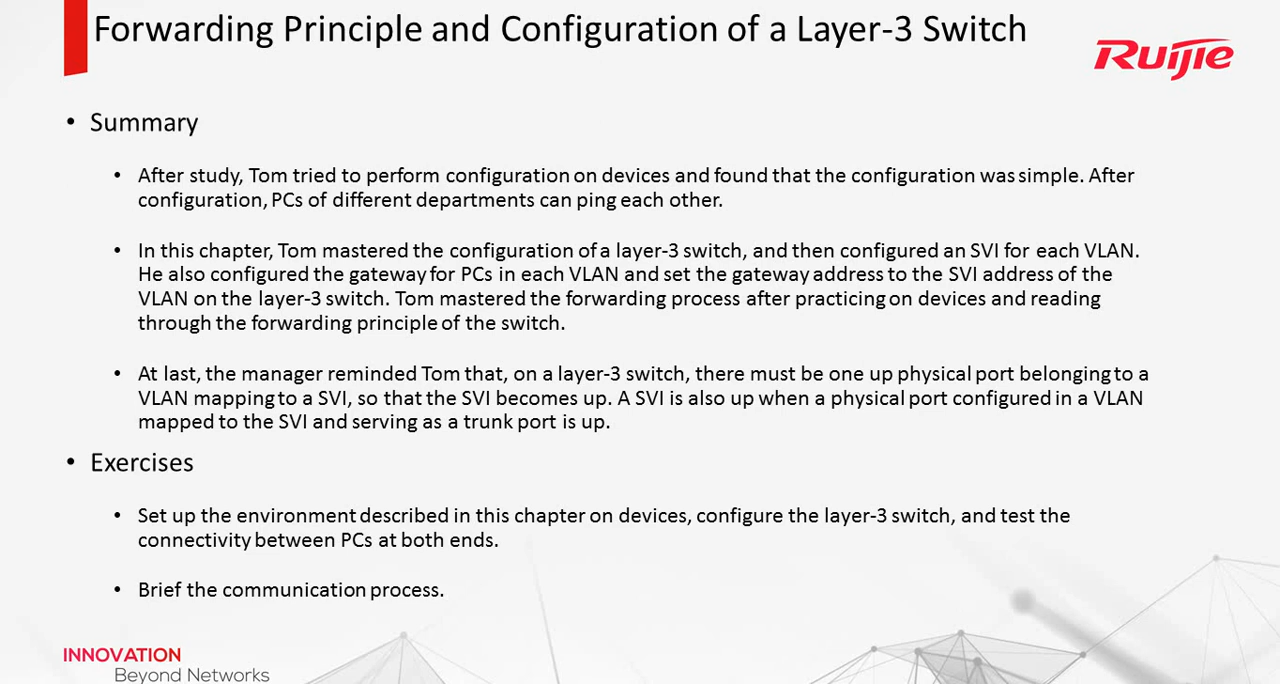 Forwarding Principle and Configuration of a Layer-3 Switch
Ruijie
• Summary
• After study, Tom tried to perform configuration on devices and found that the configuration was simple. After
configuration, PCs of different departments can ping each other.
• In this chapter, Tom mastered the configuration of a layer-3 switch, and then configured an SVI for each VLAN.
He also configured the gateway for PCs in each VLAN and set the gateway address to the SVI address of the
VLAN on the layer-3 switch. Tom mastered the forwarding process after practicing on devices and reading
through the forwarding principle of the switch.
• At last, the manager reminded Tom that, on a layer-3 switch, there must be one up physical port belonging to a
VLAN mapping to a SVI, so that the SVI becomes up. A SVI is also up when a physical port configured in a VLAN
mapped to the SVI and serving as a trunk port is up.
• Exercises
• Set up the environment described in this chapter on devices, configure the layer-3 switch, and test the
connectivity between PCs at both ends.
• Brief the communication process.
INNOVATION
Beyond Networks